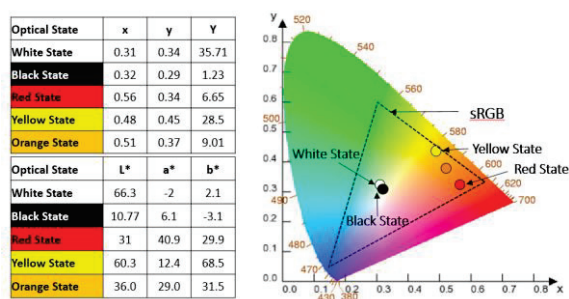 Optical State x y Y
White State 0.31 0.34 35.71
Black State 0.32 0.29 1.23
Red State 0.56 0.34 6.65
Yellow State 0.48 0.45 28.5
Orange State 0.51 0.37 9.01
Optical State L* a* b*
White State 66.3 -2 2.1
Black State 10.77 6.1 -3.1
Red State 31 40.9 29.9
Yellow State 60.3 12.4 68.5
Orange State 36.0 29.0 31.5
y
520
0.8
540
0.7
560
0.6
sRGB
500
0.5
580
Yellow State
0.4
White State
600
Red State
0.3
620
490
700
0.2
Black State
0.1
480
470
0.0
x
0.0 0.1 0.2 0.3 0.4 0.5 0.6 0.7 0.8
430 380